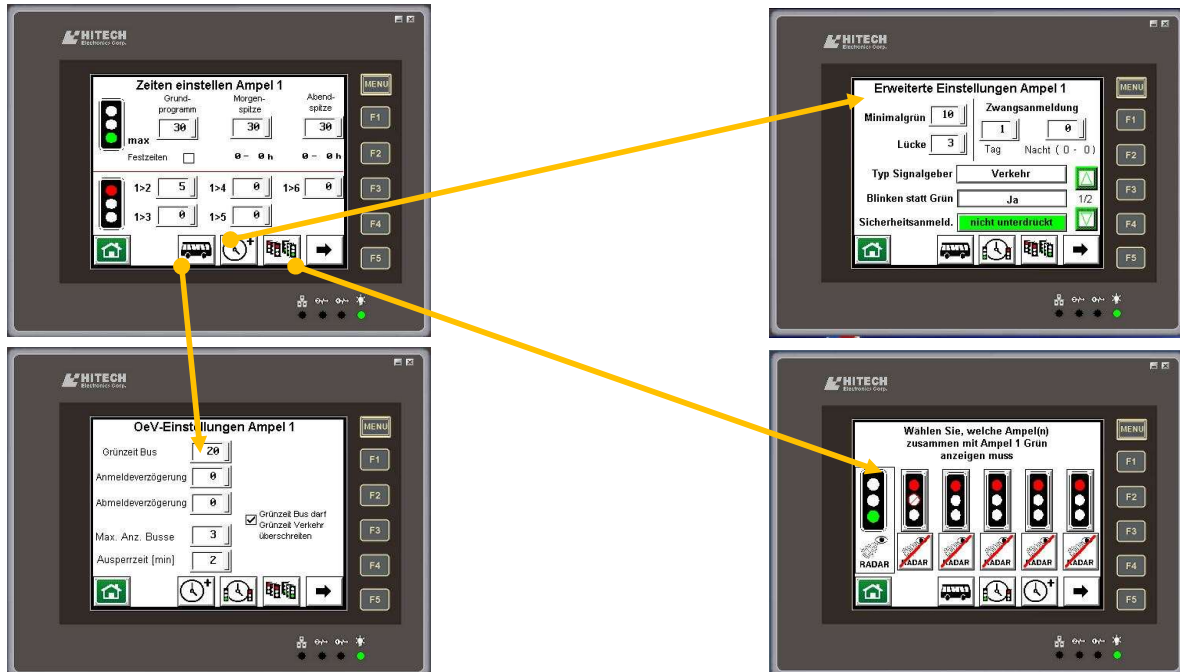 HITECH
Electronics Corp.
Zeiten einstellen Ampel 1
Grund-
programm
Morgen-
spitze
Abend-
spitze
max
30
30
30
Festzeiten
0 - 0 h
0 - 0 h
1>2 5
1>4 0
1>6 0
1>3 0
1>5 0
MENU
F1
F2
F3
F4
F5
HITECH
Electronics Corp.
Erweiterte Einstellungen Ampel 1
Minimalgrün 10
Zwangsanmeldung
1
0
Lücke 3
Tag
Nacht ( 0 - 0 )
Typ Signalgeber Verkehr
Blinken statt Grün Ja
1/2
Sicherheitsanmeld. nicht unterdrückt
MENU
F1
F2
F3
F4
F5
HITECH
Electronics Corp.
OeV-Einstellungen Ampel 1
Grünzeit Bus 20
Anmeldeverzögerung 0
Abmeldeverzögerung 0
Grünzeit Bus darf
Grünzeit Verkehr
überschreiten
Max. Anz. Busse 3
Ausperrzeit [min] 2
MENU
F1
F2
F3
F4
F5
HITECH
Electronics Corp.
Wählen Sie, welche Ampel(n)
zusammen mit Ampel 1 Grün
anzeigen muss
RADAR
RADAR
RADAR
RADAR
RADAR
RADAR
MENU
F1
F2
F3
F4
F5